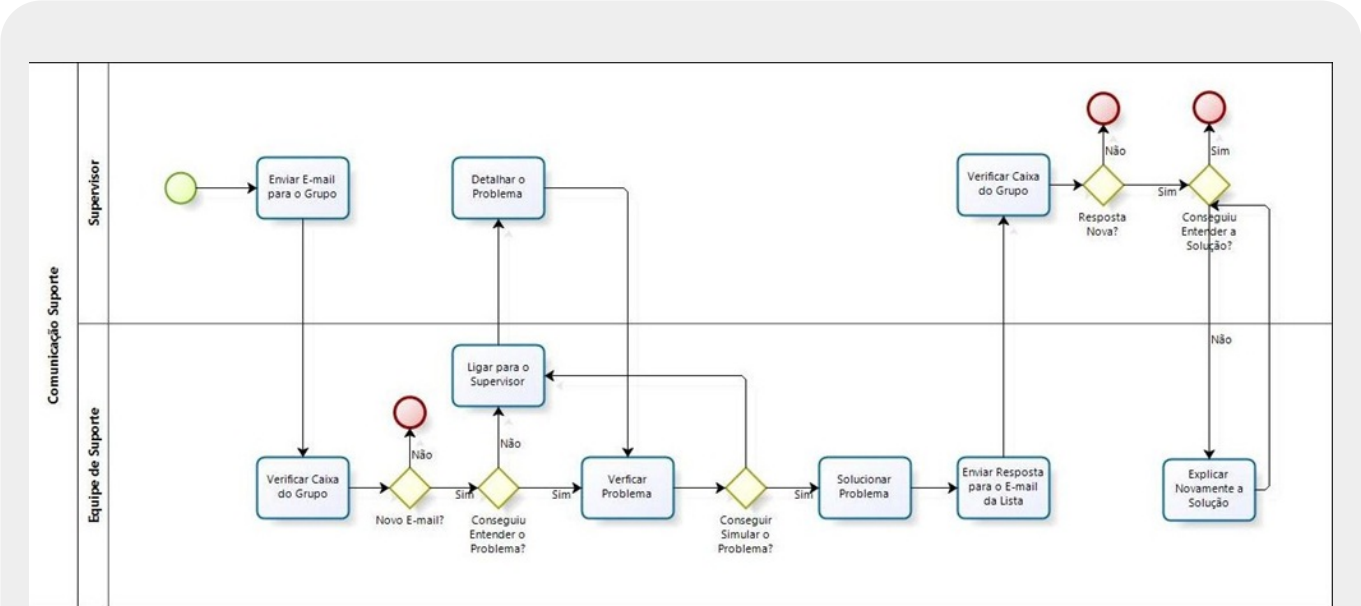 Comunicação Suporte
Supervisor
Enviar E-mail
para o Grupo
Detalhar o
Problema
Verificar Caixa
do Grupo
Não
Resposta
Nova?
Sim
Sim
Conseguiu
Entender a
Solução?
Não
Equipe de Suporte
Ligar para o
Supervisor
Verificar Caixa
do Grupo
Não
Novo E-mail?
Sim
Não
Conseguiu
Entender o
Problema?
Sim
Verficar
Problema
Conseguir
Simular o
Problema?
Sim
Solucionar
Problema
Enviar Resposta
para o E-mail
da Lista
Explicar
Novamente a
Solução